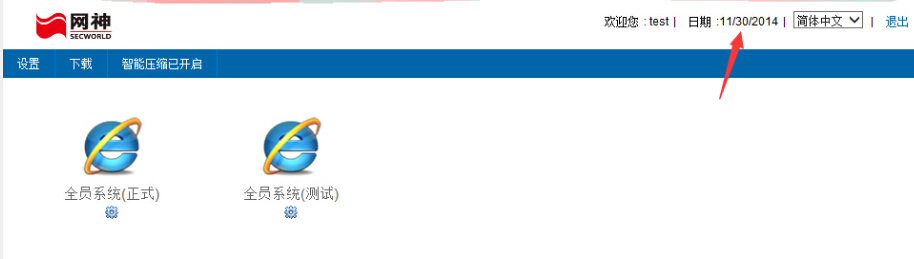 网神
SECWORLD
欢迎您 : test | 日期 :11/30/2014 | 简体中文 | 退出
设置 下载 智能压缩已开启
全员系统(正式) 全员系统(测试)